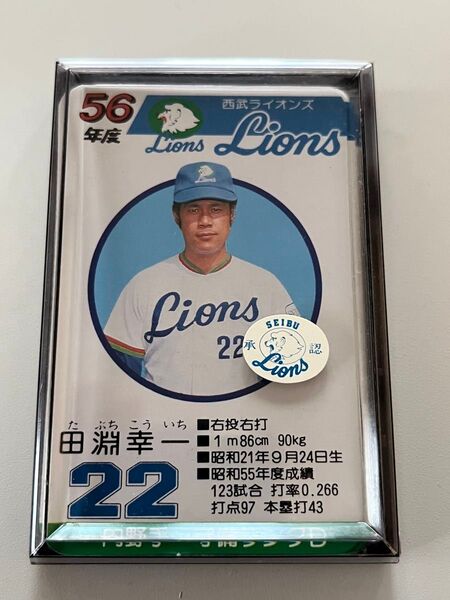 56
年度
西武ライオンズ
Lions
Lions
Lions
22
SEIBU
承 認
Lions
た ぶち こう いち
田淵幸一
22
■右投右打
■1m86cm 90kg
■昭和21年9月24日生
■昭和55年度成績
123試合 打率0.266
打点97 本塁打43